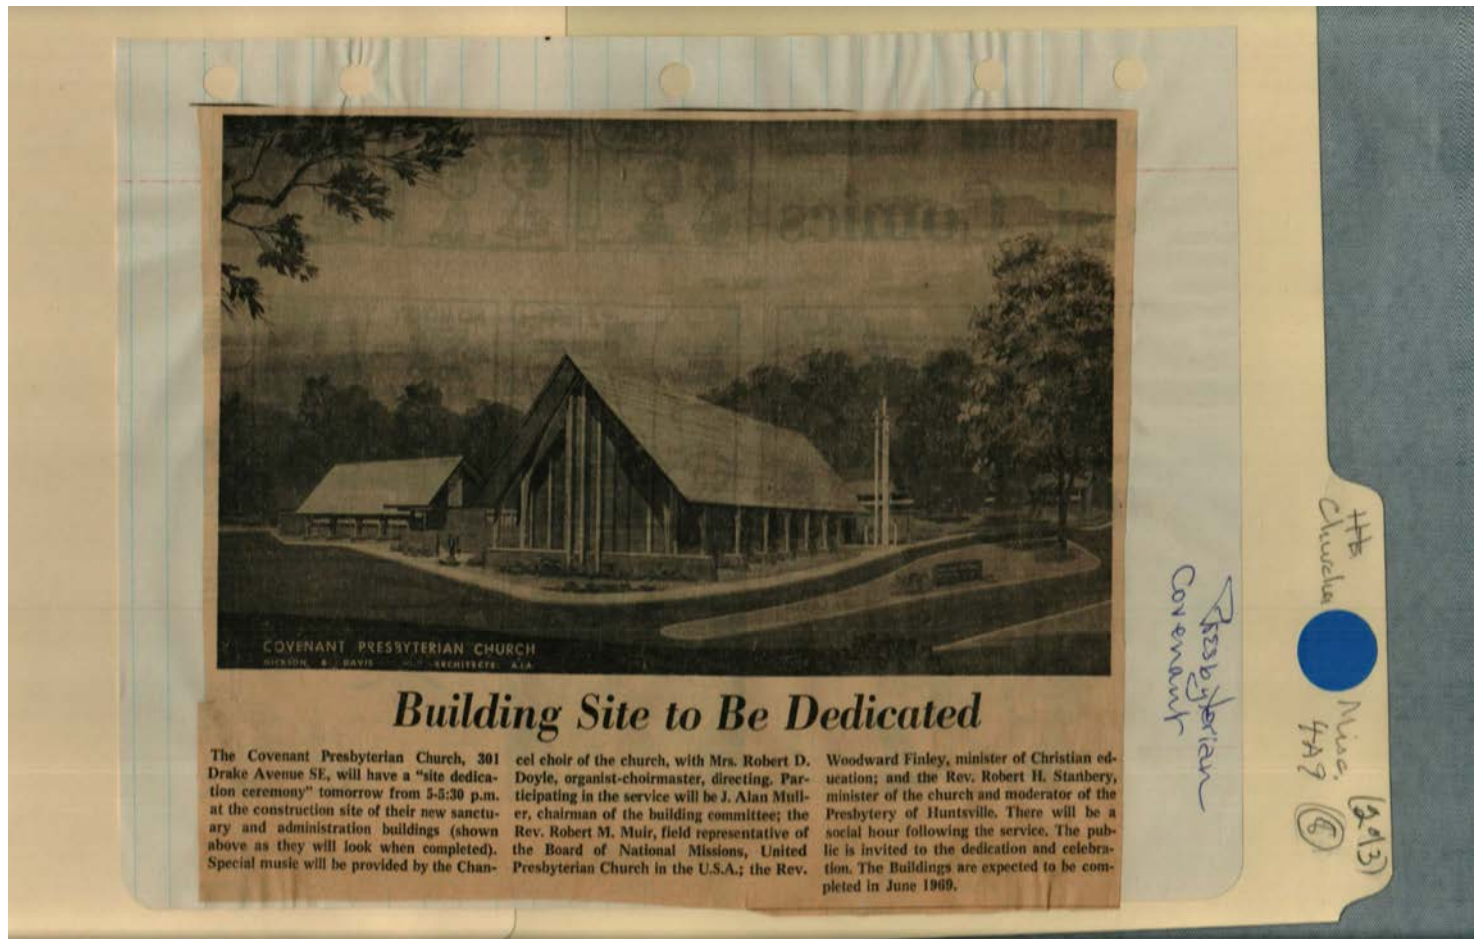 COVENANT PRESBYTERIAN CHURCH
DICKSON & DAVIS ARCHITECTS, A.I.A.
Building Site to Be Dedicated
The Covenant Presbyterian Church, 301
Drake Avenue SE, will have a "site dedica-
tion ceremony" tomorrow from 5-5:30 p.m.
at the construction site of their new sanctu-
ary and administration buildings (shown
above as they will look when completed).
Special music will be provided by the Chan-
cel choir of the church, with Mrs. Robert D.
Doyle, organist-choirmaster, directing. Par-
ticipating in the service will be J. Alan Mull-
er, chairman of the building committee; the
Rev. Robert M. Muir, field representative of
the Board of National Missions, United
Presbyterian Church in the U.S.A.; the Rev.
Woodward Finley, minister of Christian ed-
ucation; and the Rev. Robert H. Stanbery,
minister of the church and moderator of the
Presbytery of Huntsville. There will be a
social hour following the service. The pub-
lic is invited to the dedication and celebra-
tion. The Buildings are expected to be com-
pleted in June 1969.
Presbyterian
Covenant
Churches
Misc.
(2013)
8